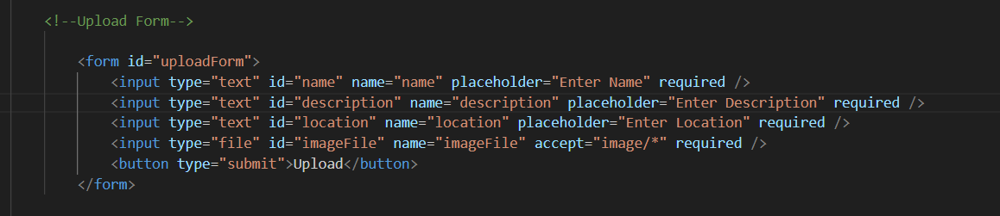 <!--Upload Form-->
<form id="uploadForm">
<input type="text" id="name" name="name" placeholder="Enter Name" required />
<input type="text" id="description" name="description" placeholder="Enter Description" required />
<input type="text" id="location" name="location" placeholder="Enter Location" required />
<input type="file" id="imageFile" name="imageFile" accept="image/*" required />
<button type="submit">Upload</button>
</form>